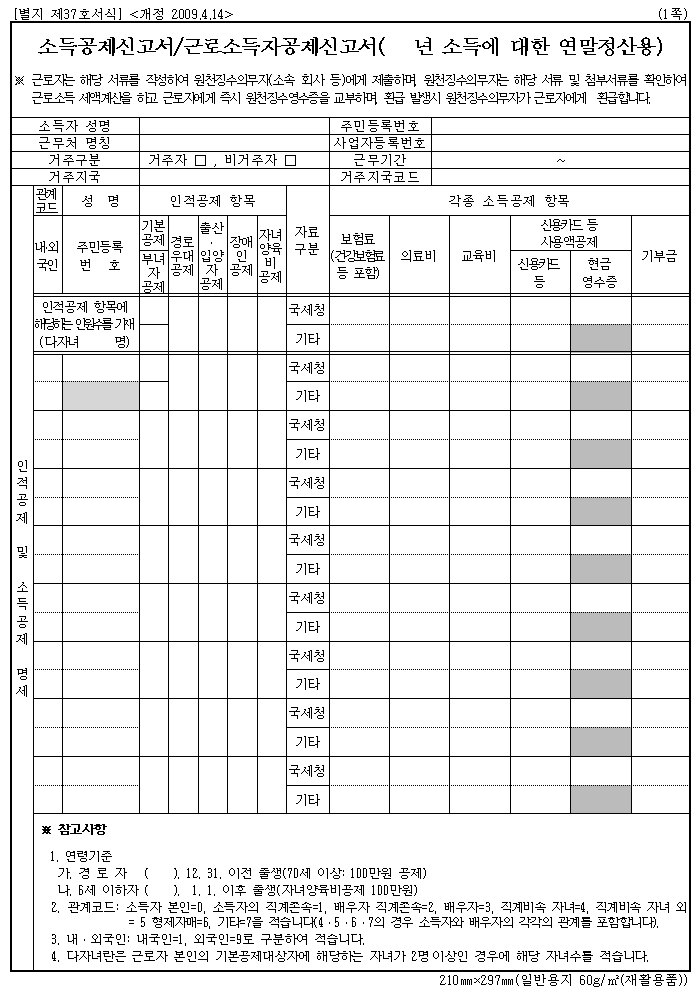 [별지 제37호서식] <개정 2009.4.14> (1쪽)
소득공제신고서/근로소득자공제신고서( 년 소득에 대한 연말정산용)
※ 근로자는 해당 서류를 작성하여 원천징수의무자(소속 회사 등)에게 제출하며, 원천징수의무자는 해당 서류 및 첨부서류를 확인하여
근로소득 세액계산을 하고 근로자에게 즉시 원천징수영수증을 교부하며, 환급 발생시 원천징수의무자가 근로자에게 환급합니다.
소득자 성명 주민등록번호
근무처 명칭 사업자등록번호
거주구분 거주자 □ , 비거주자 □ 근무기간 ~
거주지국 거주지국코드
관계
코드 성 명 인적공제 항목 각종 소득공제 항목
내·외
국인
주민등록
번 호
기본
공제
부녀
자
공제
경로
우대
공제
출산
·
입양
자
공제
장애
인
공제
자녀
양육
비
공제
자료
구분
보험료
(건강보험료
등 포함)
의료비
교육비
신용카드 등
사용액공제
신용카드
등
현금
영수증
기부금
인적공제 항목에
해당하는 인원수를 기재
(다자녀 명)
국세청
기타
국세청
기타
국세청
기타
국세청
기타
국세청
기타
국세청
기타
국세청
기타
국세청
기타
국세청
기타
인적공제 및 소득공제 명세
※ 참고사항
1. 연령기준
가. 경 로 자 ( ). 12. 31. 이전 출생(70세 이상: 100만원 공제)
나. 6세 이하자 ( ). 1. 1. 이후 출생(자녀양육비공제 100만원)
2. 관계코드: 소득자 본인=0, 소득자의 직계존속=1, 배우자 직계존속=2, 배우자=3, 직계비속 자녀=4, 직계비속 자녀 외
= 5 형제자매=6, 기타=7을 적습니다(4·5·6·7의 경우 소득자와 배우자의 각각의 관계를 포함합니다).
3. 내·외국인: 내국인=1, 외국인=9로 구분하여 적습니다.
4. 다자녀란은 근로자 본인의 기본공제대상자에 해당하는 자녀가 2명이상인 경우에 해당 자녀수를 적습니다.
210㎜×297㎜(일반용지 60g/㎡(재활용품))